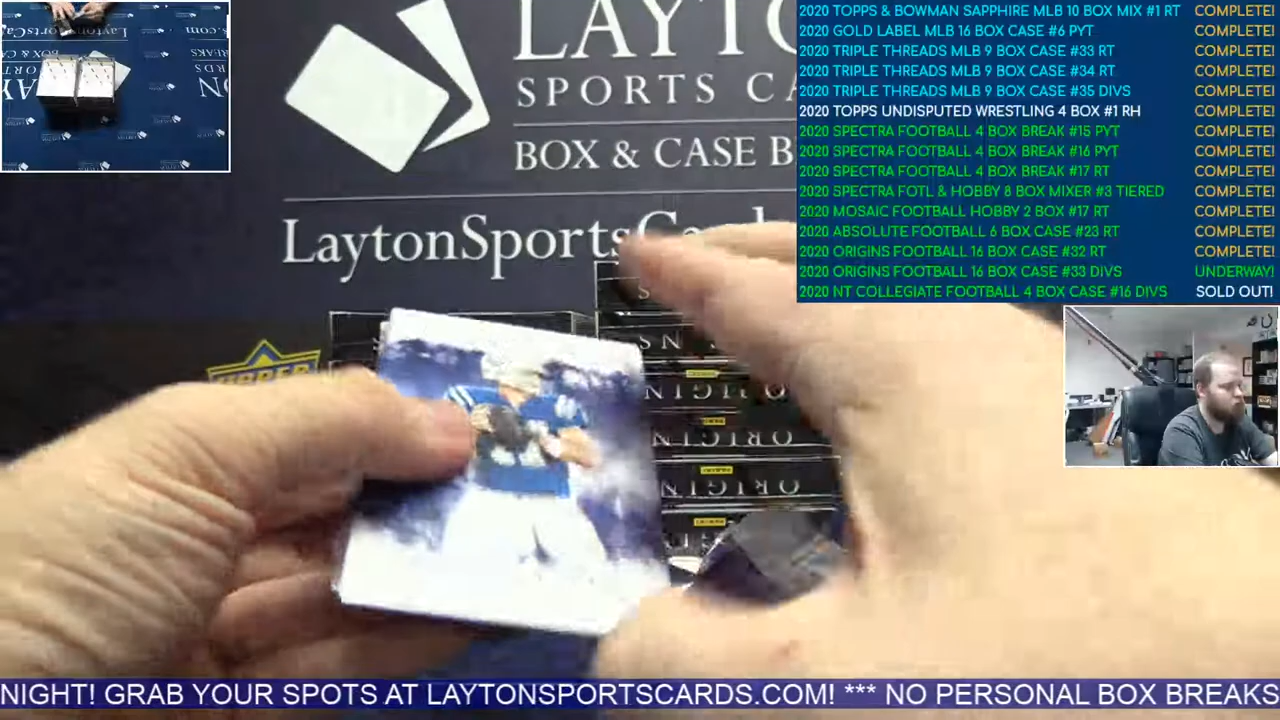 LAYT
SPORTS CA
BOX & CASE B
LaytonSportsCa
2020 TOPPS & BOWMAN SAPPHIRE MLB 10 BOX MIX #1 RT COMPLETE!
2020 GOLD LABEL MLB 16 BOX CASE #6 PYT COMPLETE!
2020 TRIPLE THREADS MLB 9 BOX CASE #33 RT COMPLETE!
2020 TRIPLE THREADS MLB 9 BOX CASE #34 RT COMPLETE!
2020 TRIPLE THREADS MLB 9 BOX CASE #35 DIVS COMPLETE!
2020 TOPPS UNDISPUTED WRESTLING 4 BOX #1 RH COMPLETE!
2020 SPECTRA FOOTBALL 4 BOX BREAK #15 PYT COMPLETE!
2020 SPECTRA FOOTBALL 4 BOX BREAK #16 PYT COMPLETE!
2020 SPECTRA FOOTBALL 4 BOX BREAK #17 RT COMPLETE!
2020 SPECTRA FOTL & HOBBY 8 BOX MIXER #3 TIERED COMPLETE!
2020 MOSAIC FOOTBALL HOBBY 2 BOX #17 RT COMPLETE!
2020 ABSOLUTE FOOTBALL 6 BOX CASE #23 RT COMPLETE!
2020 ORIGINS FOOTBALL 16 BOX CASE #32 RT COMPLETE!
2020 ORIGINS FOOTBALL 16 BOX CASE #33 DIVS UNDERWAY!
2020 NT COLLEGIATE FOOTBALL 4 BOX CASE #16 DIVS SOLD OUT!
UPPER
ORIGIN
ORIGIN
NIGHT! GRAB YOUR SPOTS AT LAYTONSPORTSCARDS.COM! *** NO PERSONAL BOX BREAKS